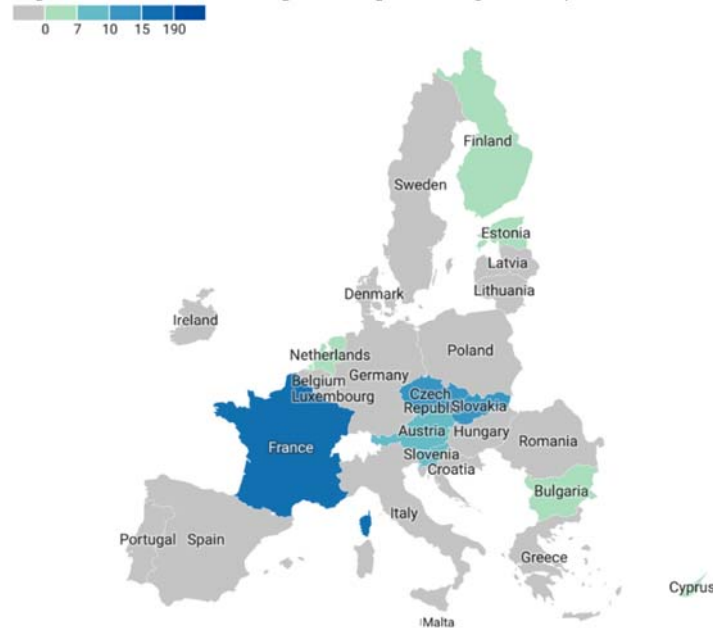 0 7 10 15 190
Finland
Sweden
Estonia
Latvia
Lithuania
Denmark
Ireland
Netherlands
Poland
Belgium
Germany
Luxembourg
Czech
Republi
Slovakia
France
Austria
Hungary
Romania
Slovenia
Croatia
Bulgaria
Italy
Portugal
Spain
Greece
Cyprus
Malta